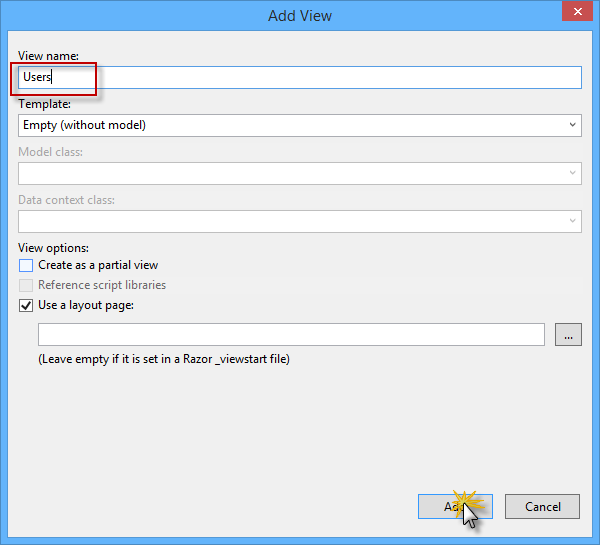 Add View
View name:
Users
Template:
Empty (without model)
Model class:
Data context class:
View options:
Create as a partial view
Reference script libraries
Use a layout page:
...
(Leave empty if it is set in a Razor _viewstart file)
Add Cancel